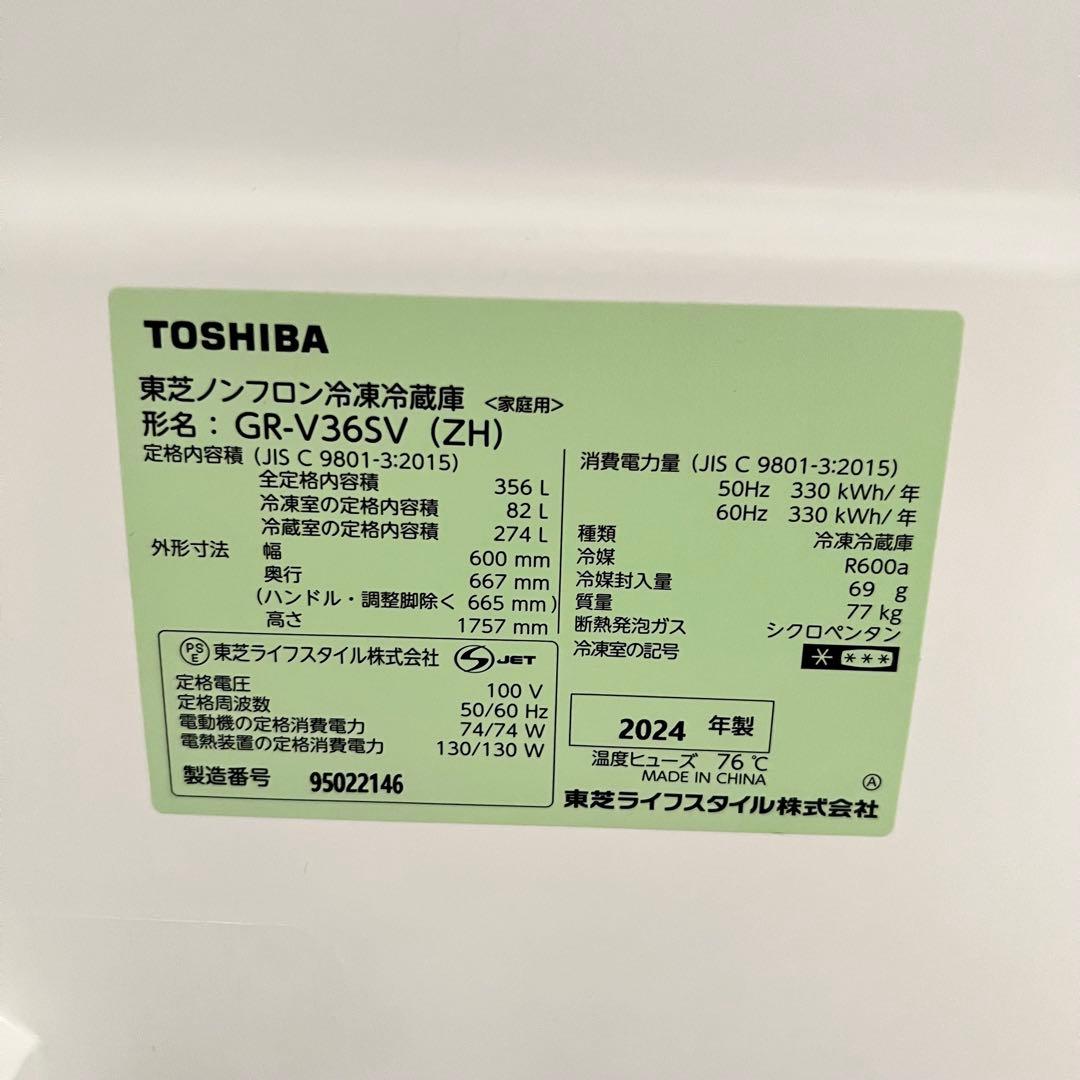 TOSHIBA
東芝ノンフロン冷凍冷蔵庫 <家庭用>
形名： GR-V36SV (ZH)
定格内容積 (JIS C 9801-3:2015)
全定格内容積 356 L
冷凍室の定格内容積 82 L
冷蔵室の定格内容積 274 L
外形寸法 幅 600 mm
奥行 667 mm
(ハンドル・調整脚除く 665 mm)
高さ 1757 mm
PS E 東芝ライフスタイル株式会社 S JET
定格電圧 100 V
定格周波数 50/60 Hz
電動機の定格消費電力 74/74 W
電熱装置の定格消費電力 130/130 W
製造番号 95022146
消費電力量 (JIS C 9801-3:2015)
50Hz 330 kWh/年
60Hz 330 kWh/年
種類 冷凍冷蔵庫
冷媒 R600a
冷媒封入量 69 g
質量 77 kg
断熱発泡ガス シクロペンタン
冷凍室の記号 * ***
2024 年製
温度ヒューズ 76 ℃
MADE IN CHINA Ⓐ
東芝ライフスタイル株式会社